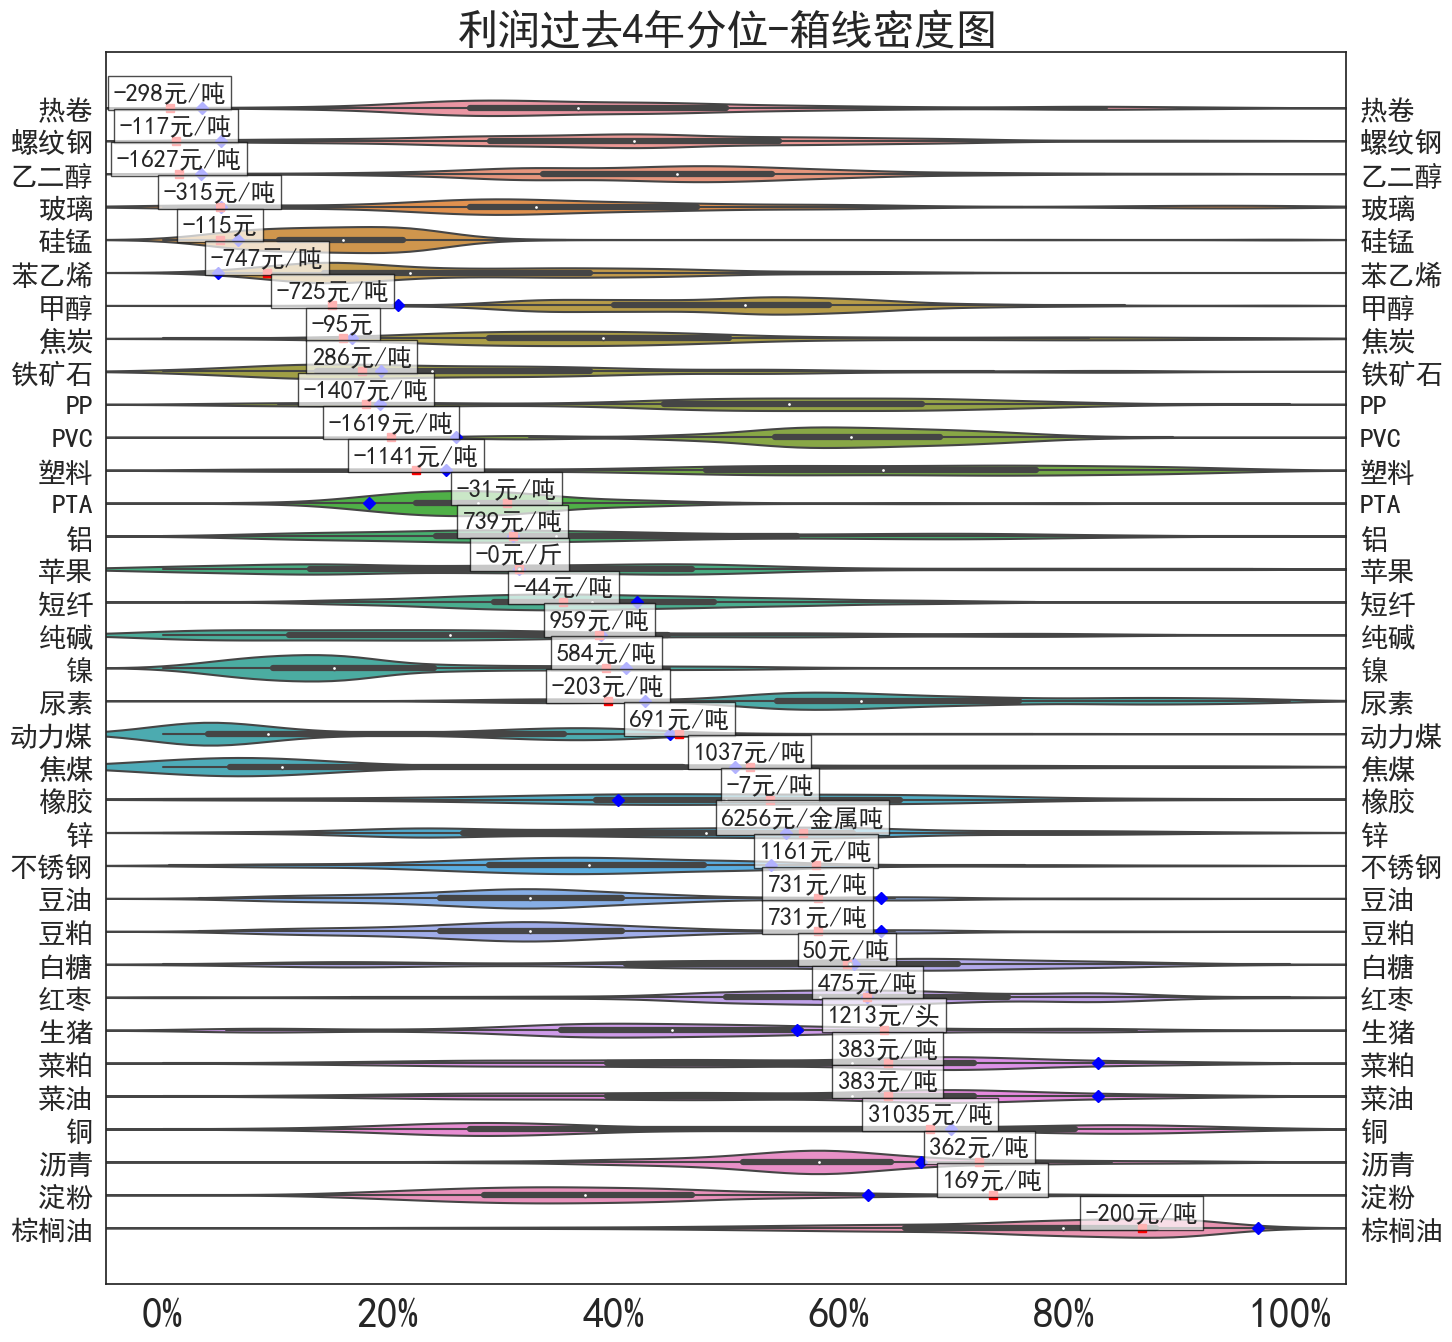 利润过去4年分位-箱线密度图
热卷 -298元/吨 热卷
螺纹钢 -117元/吨 螺纹钢
乙二醇 -1627元/吨 乙二醇
玻璃 -315元/吨 玻璃
硅锰 -115元 硅锰
苯乙烯 -747元/吨 苯乙烯
甲醇 -725元/吨 甲醇
焦炭 -95元 焦炭
铁矿石 286元/吨 铁矿石
PP -1407元/吨 PP
PVC -1619元/吨 PVC
塑料 -1141元/吨 塑料
PTA -31元/吨 PTA
铝 739元/吨 铝
苹果 -0元/斤 苹果
短纤 -44元/吨 短纤
纯碱 959元/吨 纯碱
镍 584元/吨 镍
尿素 -203元/吨 尿素
动力煤 691元/吨 动力煤
焦煤 1037元/吨 焦煤
橡胶 -7元/吨 橡胶
锌 6256元/金属吨 锌
不锈钢 1161元/吨 不锈钢
豆油 731元/吨 豆油
豆粕 731元/吨 豆粕
白糖 50元/吨 白糖
红枣 475元/吨 红枣
生猪 1213元/头 生猪
菜粕 383元/吨 菜粕
菜油 383元/吨 菜油
铜 31035元/吨 铜
沥青 362元/吨 沥青
淀粉 169元/吨 淀粉
棕榈油 -200元/吨 棕榈油
0% 20% 40% 60% 80% 100%